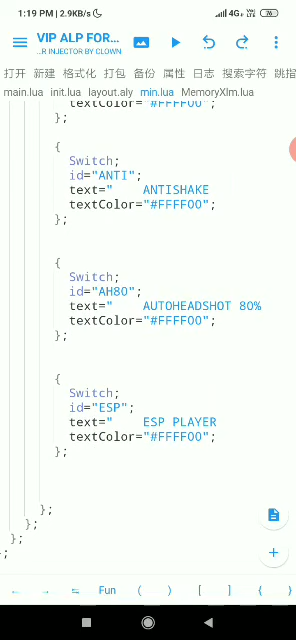 1:19 PM | 2.9KB/s
4G
76
VIP ALP FOR...
..R INJECTOR BY CLOWN
打开 新建 格式化 打包 备份 属性 日志 搜索字符 跳指
main.lua init.lua layout.aly min.lua MemoryXlm.lua
textColor="#FFFF00";
};
{
Switch;
id="ANTI";
text="    ANTISHAKE
textColor="#FFFF00";
};
{
Switch;
id="AH80";
text="    AUTOHEADSHOT 80%
textColor="#FFFF00";
};
{
Switch;
id="ESP";
text="    ESP PLAYER
textColor="#FFFF00";
};
};
};
};
};
Fun ( ) [ ] { }